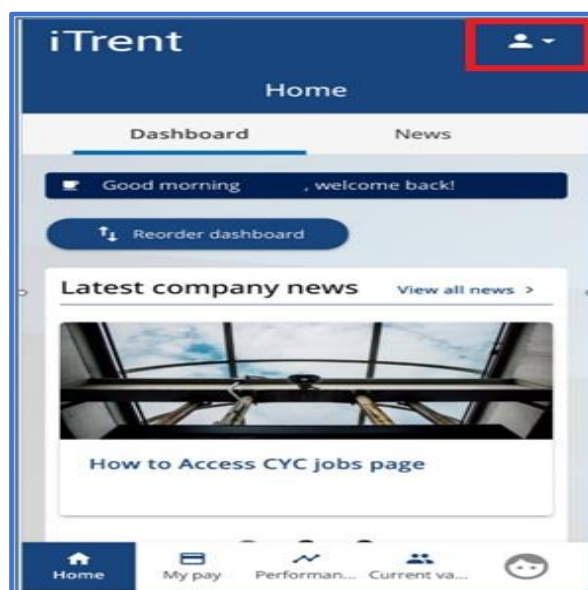 iTrent
Home
Dashboard News
Good morning , welcome back!
Reorder dashboard
Latest company news View all news >
How to Access CYC jobs page
Home My pay Performan... Current va...